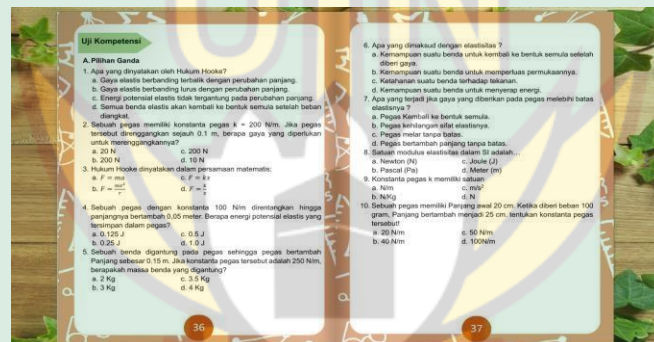 Uji Kompetensi
A. Pilihan Ganda
1. Apa yang dinyatakan oleh Hukum Hooke?
a. Gaya elastis berbanding terbalik dengan perubahan panjang.
b. Gaya elastis berbanding lurus dengan perubahan panjang.
c. Energi potensial elastis tidak tergantung pada perubahan panjang.
d. Semua benda elastis akan kembali ke bentuk semula setelah beban
diangkat.
2. Sebuah pegas memiliki konstanta pegas k = 200 N/m. Jika pegas
tersebut direnggangkan sejauh 0.1 m, berapa gaya yang diperlukan
untuk merenggangkannya?
a. 20 N c. 200 N
b. 200 N d. 10 N
3. Hukum Hooke dinyatakan dalam persamaan matematis:
a. F = ma c. F = kx
b. F = d. F =
4. Sebuah pegas dengan konstanta 100 N/m direntangkan hingga
panjangnya bertambah 0,05 meter. Berapa energi potensial elastis yang
tersimpan dalam pegas?
a. 0.125 J c. 0.5 J
b. 0.25 J d. 1.0 J
5. Sebuah benda digantung pada pegas sehingga pegas bertambah
Panjang sebesar 0.15 m. Jika konstanta pegas tersebut adalah 250 N/m,
berapakah massa benda yang digantung?
a. 2 Kg c. 3.5 Kg
b. 3 Kg d. 4 Kg
36
6. Apa yang dimaksud dengan elastisitas ?
a. Kemampuan suatu benda untuk kembali ke bentuk semula setelah
diberi gaya.
b. Kemampuan suatu benda untuk memperluas permukaannya.
c. Ketahanan suatu benda terhadap tekanan.
d. Kemampuan suatu benda untuk menyerap energi.
7. Apa yang terjadi jika gaya yang diberikan pada pegas melebihi batas
elastisnya ?
a. Pegas Kembali ke bentuk semula.
b. Pegas kehilangan sifat elastisnya.
c. Pegas melar tanpa batas.
d. Pegas bertambah panjang tanpa batas.
8. Satuan modulus elastisitas dalam SI adalah…
a. Newton (N) c. Joule (J)
b. Pascal (Pa) d. Meter (m)
9. Konstanta pegas k memiliki satuan
a. N/m c. m/s²
b. N/Kg d. N
10. Sebuah pegas memiliki Panjang awal 20 cm. Ketika diberi beban 100
gram, Panjang bertambah menjadi 25 cm. tentukan konstanta pegas
tersebut!
a. 20 N/m c. 50 N/m
b. 40 N/m d. 100N/m
37